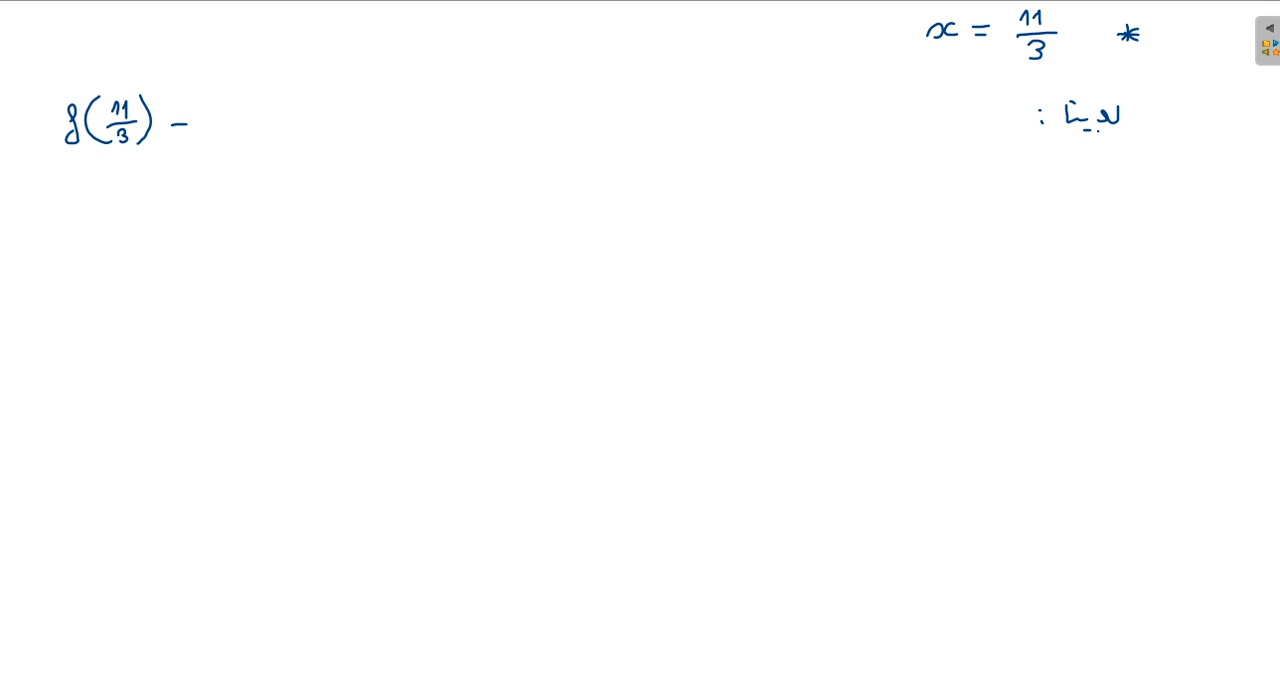 * x = 11/3
لدينا :
f(11/3) -